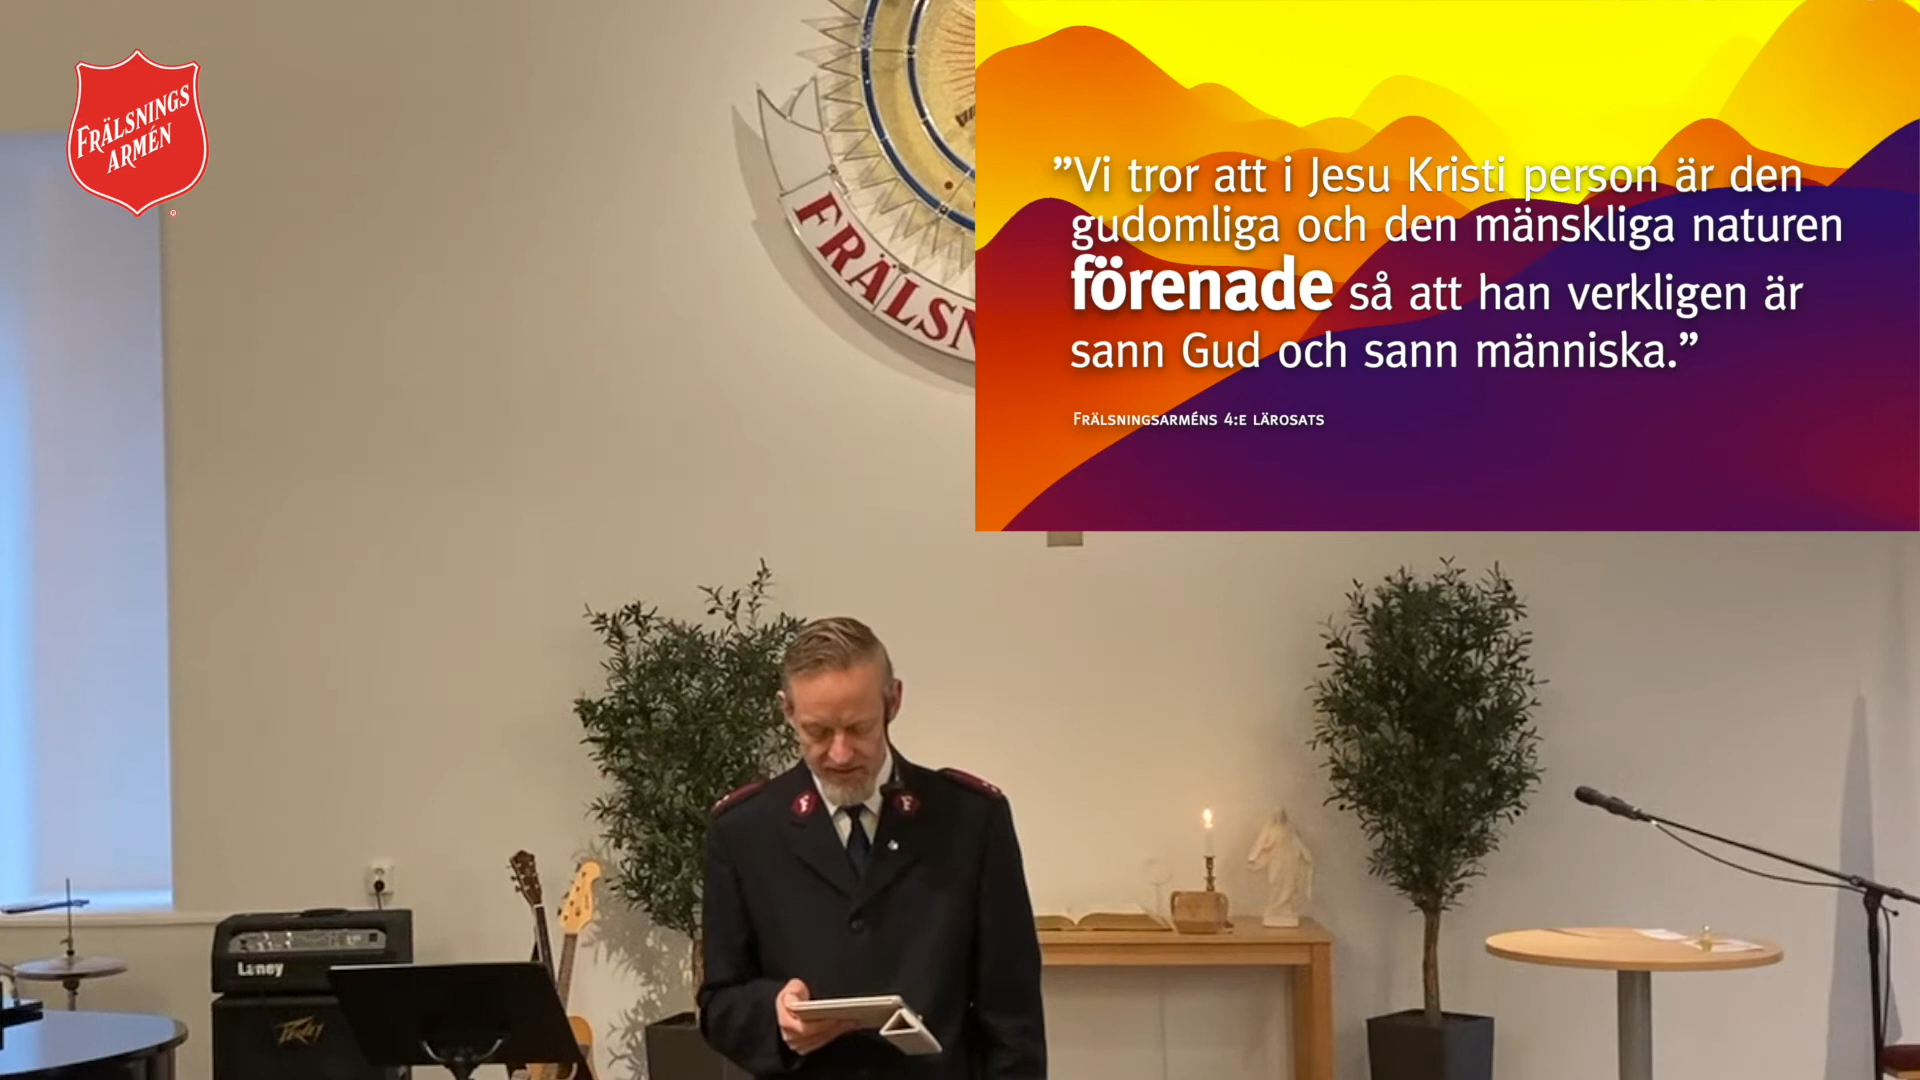 FRÄLSNINGS
ARMÉN
®
FRÄLSN
”Vi tror att i Jesu Kristi person är den
gudomliga och den mänskliga naturen
förenade så att han verkligen är
sann Gud och sann människa.”
FRÄLSNINGSARMÉNS 4:E LÄROSATS
Laney
PEAVEY